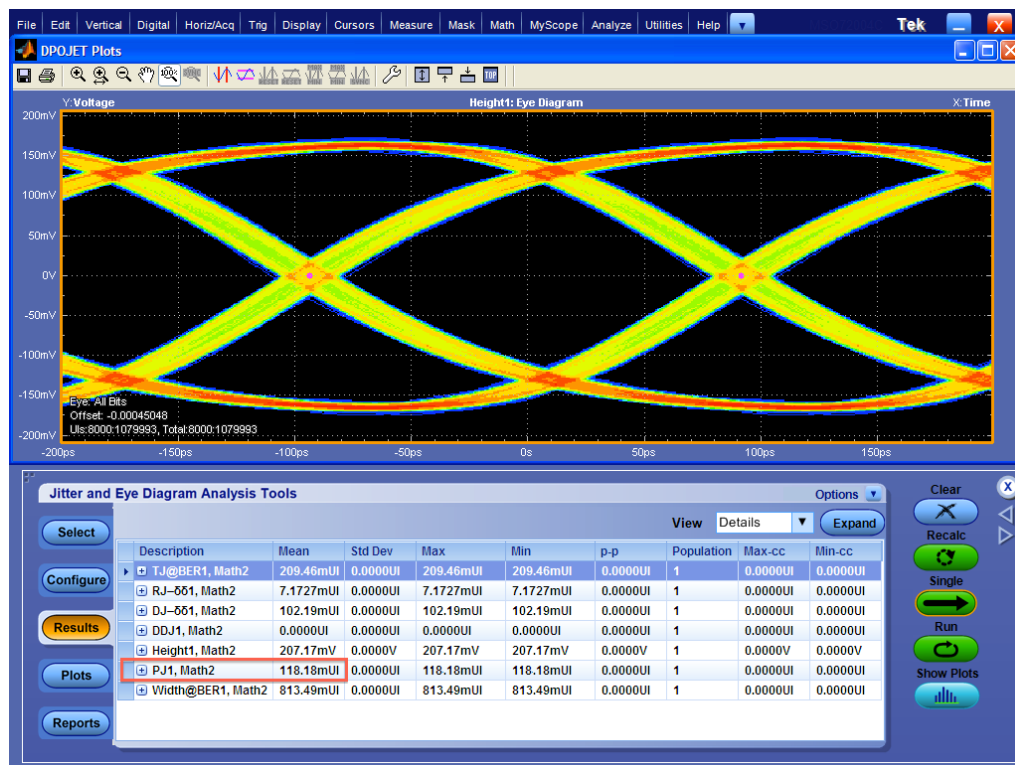 File Edit Vertical Digital Horiz/Acq Trig Display Cursors Measure Mask Math MyScope Analyze Utilities Help Tek X
DPOJET Plots
100% TOP
Y:Voltage Height1: Eye Diagram X:Time
200mV
150mV
100mV
50mV
0V
-50mV
-100mV
-150mV
-200mV
Eye: All Bits
Offset: -0.00045048
UIs:8000:1079993, Total:8000:1079993
-200ps -150ps -100ps -50ps 0s 50ps 100ps 150ps
Jitter and Eye Diagram Analysis Tools Options
View Details Expand
Select
Configure
Results
Plots
Reports
Description Mean Std Dev Max Min p-p Population Max-cc Min-cc
TJ@BER1, Math2 209.46mUI 0.0000UI 209.46mUI 209.46mUI 0.0000UI 1 0.0000UI 0.0000UI
RJ–δδ1, Math2 7.1727mUI 0.0000UI 7.1727mUI 7.1727mUI 0.0000UI 1 0.0000UI 0.0000UI
DJ–δδ1, Math2 102.19mUI 0.0000UI 102.19mUI 102.19mUI 0.0000UI 1 0.0000UI 0.0000UI
DDJ1, Math2 0.0000UI 0.0000UI 0.0000UI 0.0000UI 0.0000UI 1 0.0000UI 0.0000UI
Height1, Math2 207.17mV 0.0000V 207.17mV 207.17mV 0.0000V 1 0.0000V 0.0000V
PJ1, Math2 118.18mUI 0.0000UI 118.18mUI 118.18mUI 0.0000UI 1 0.0000UI 0.0000UI
Width@BER1, Math2 813.49mUI 0.0000UI 813.49mUI 813.49mUI 0.0000UI 1 0.0000UI 0.0000UI
Clear
Recalc
Single
Run
Show Plots